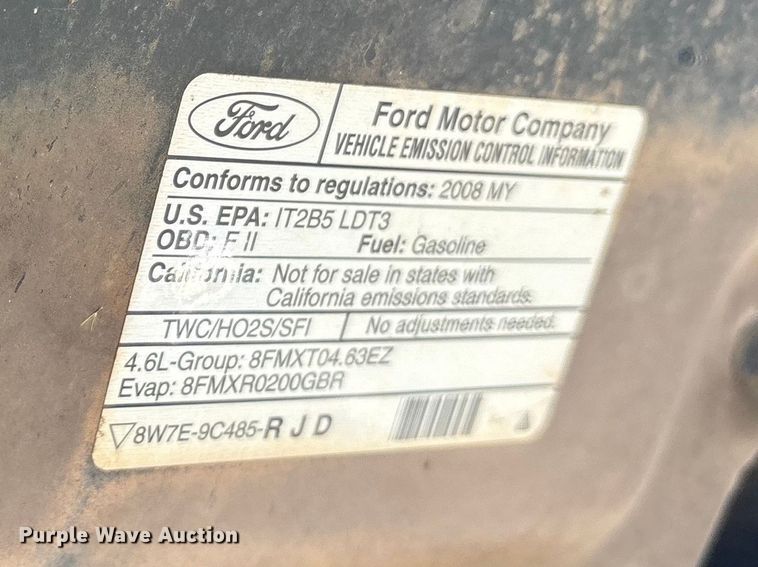 Ford
Ford Motor Company
VEHICLE EMISSION CONTROL INFORMATION
Conforms to regulations: 2008 MY
U.S. EPA: IT2B5 LDT3
OBD: F II Fuel: Gasoline
California: Not for sale in states with
California emissions standards.
TWC/HO2S/SFI No adjustments needed.
4.6L-Group: 8FMXT04.63EZ
Evap: 8FMXR0200GBR
8W7E-9C485-R J D
Purple Wave Auction